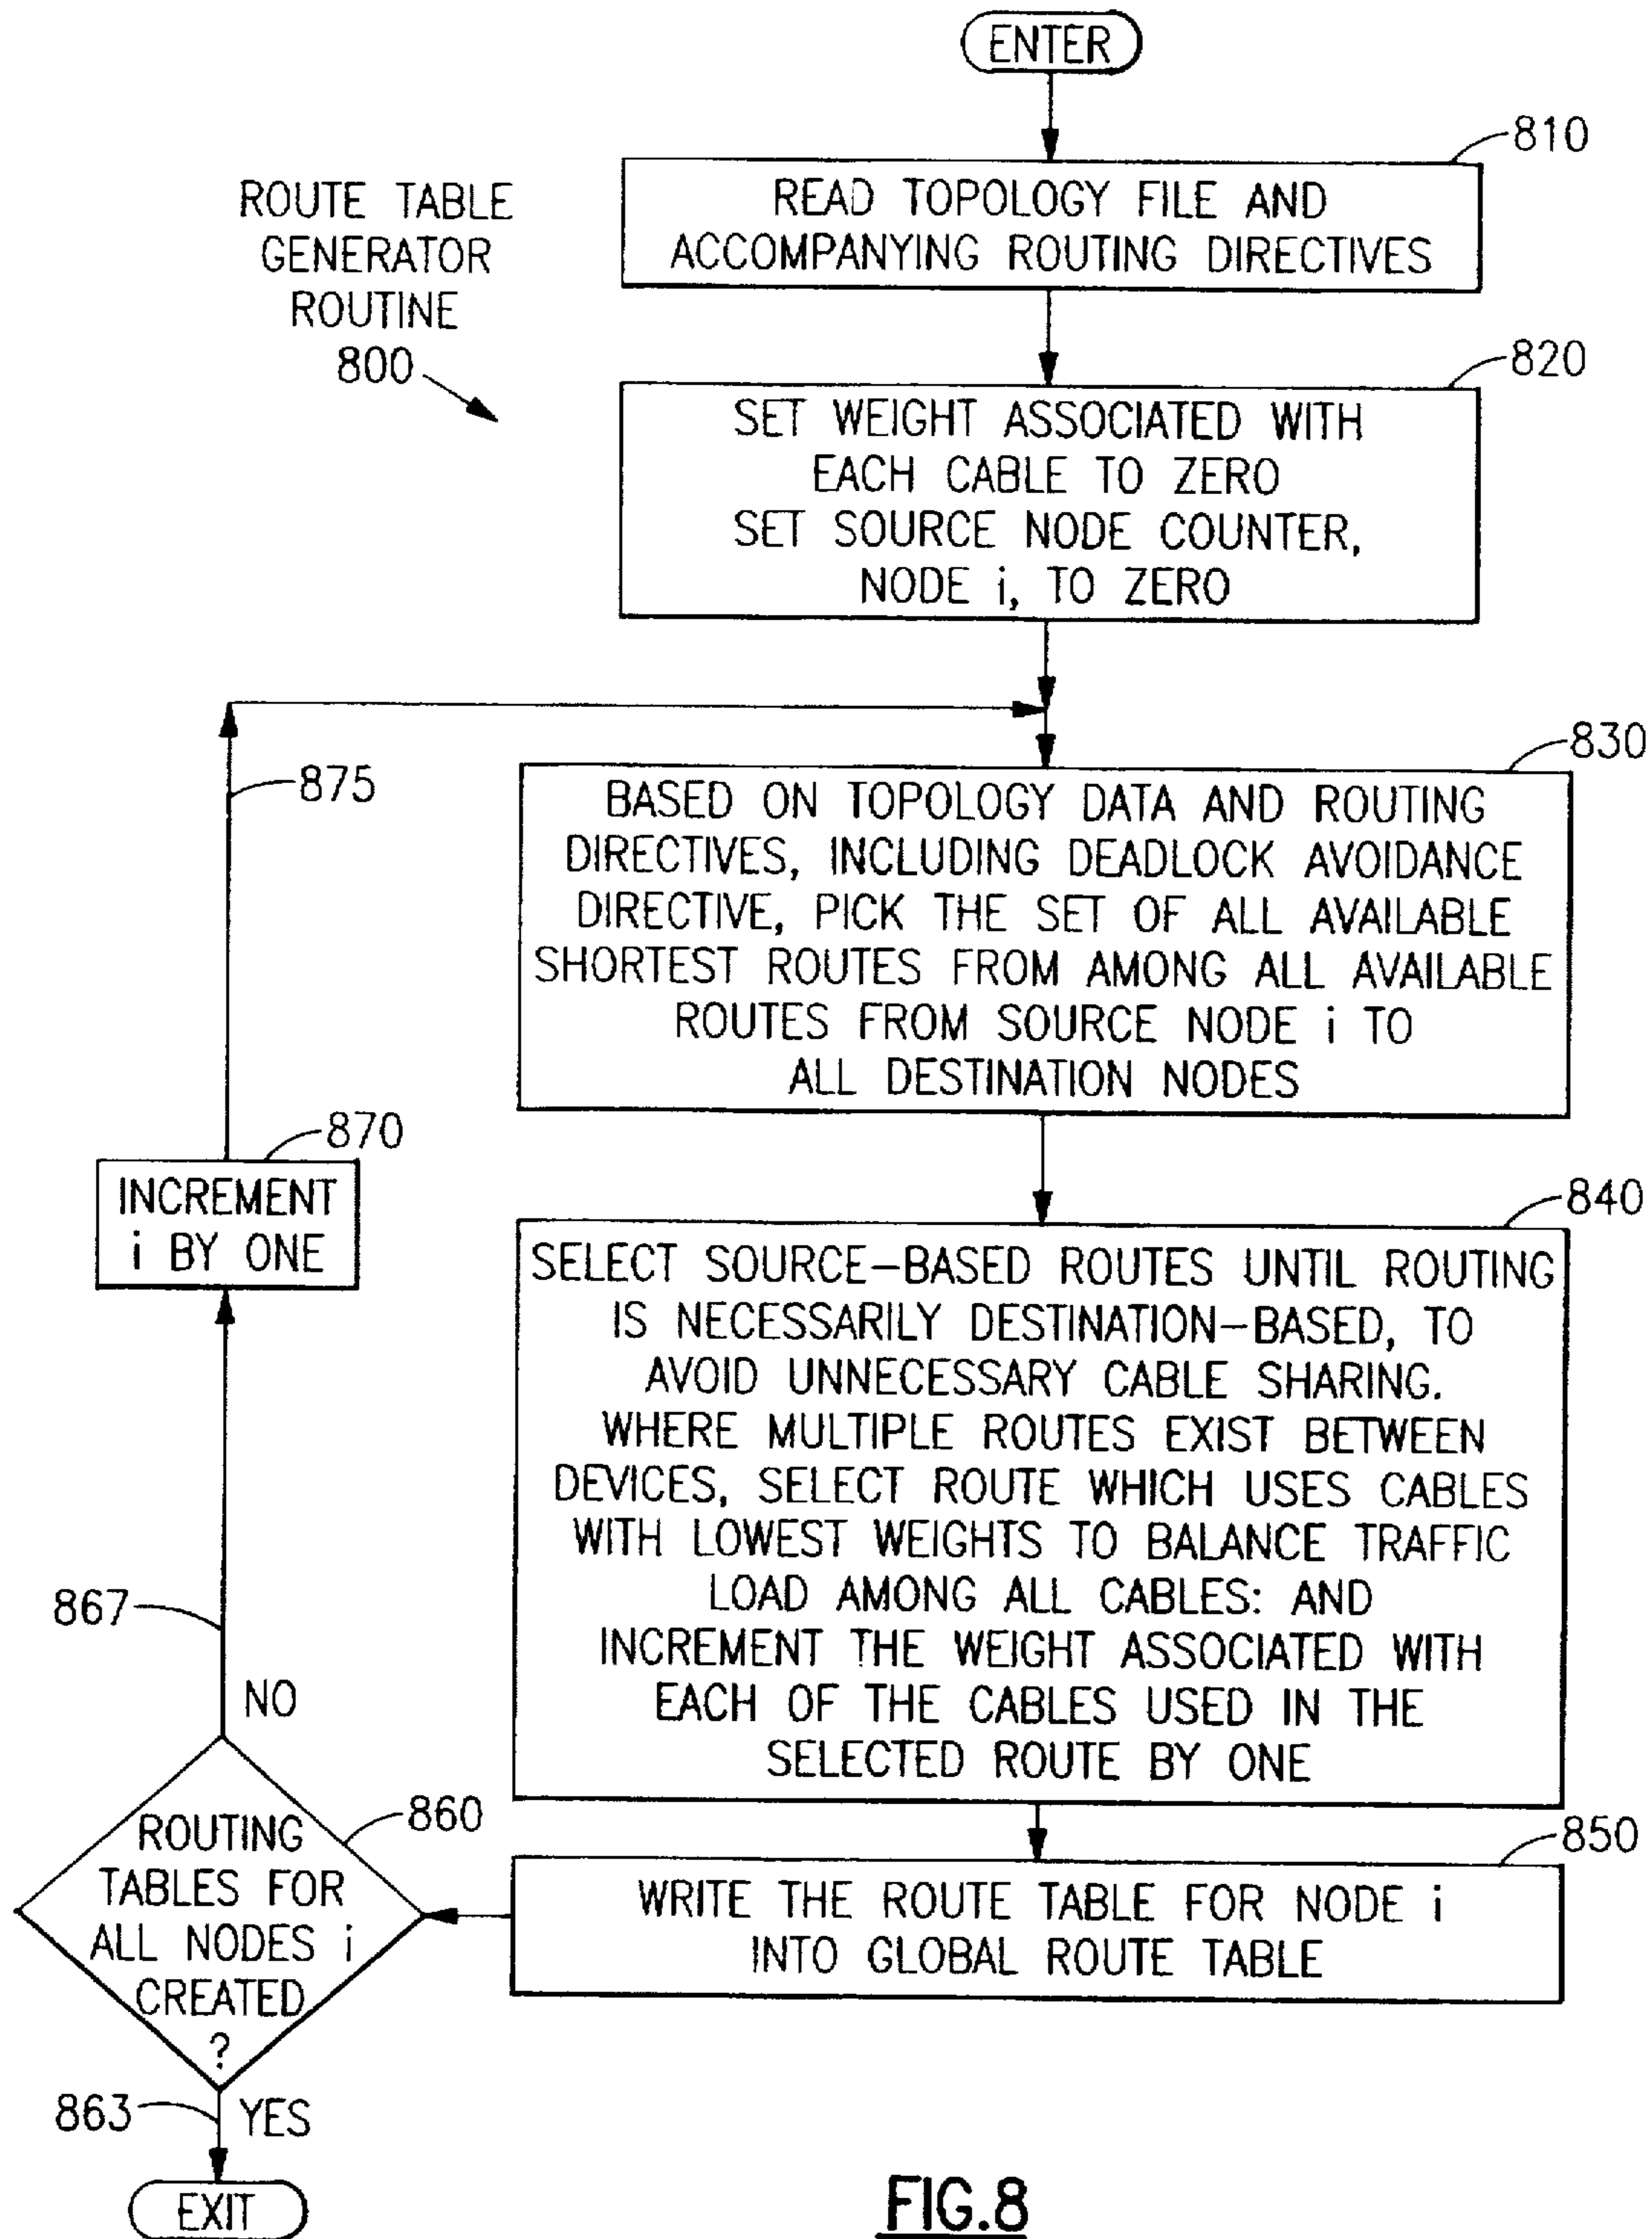 ENTER
810
READ TOPOLOGY FILE AND
ACCOMPANYING ROUTING DIRECTIVES
ROUTE TABLE
GENERATOR
ROUTINE
800
820
SET WEIGHT ASSOCIATED WITH
EACH CABLE TO ZERO
SET SOURCE NODE COUNTER,
NODE i, TO ZERO
830
875
BASED ON TOPOLOGY DATA AND ROUTING
DIRECTIVES, INCLUDING DEADLOCK AVOIDANCE
DIRECTIVE, PICK THE SET OF ALL AVAILABLE
SHORTEST ROUTES FROM AMONG ALL AVAILABLE
ROUTES FROM SOURCE NODE i TO
ALL DESTINATION NODES
870
INCREMENT
i BY ONE
840
SELECT SOURCE-BASED ROUTES UNTIL ROUTING
IS NECESSARILY DESTINATION-BASED, TO
AVOID UNNECESSARY CABLE SHARING.
WHERE MULTIPLE ROUTES EXIST BETWEEN
DEVICES, SELECT ROUTE WHICH USES CABLES
WITH LOWEST WEIGHTS TO BALANCE TRAFFIC
LOAD AMONG ALL CABLES: AND
INCREMENT THE WEIGHT ASSOCIATED WITH
EACH OF THE CABLES USED IN THE
SELECTED ROUTE BY ONE
867
NO
860
ROUTING
TABLES FOR
ALL NODES i
CREATED
?
850
WRITE THE ROUTE TABLE FOR NODE i
INTO GLOBAL ROUTE TABLE
863
YES
EXIT
FIG.8